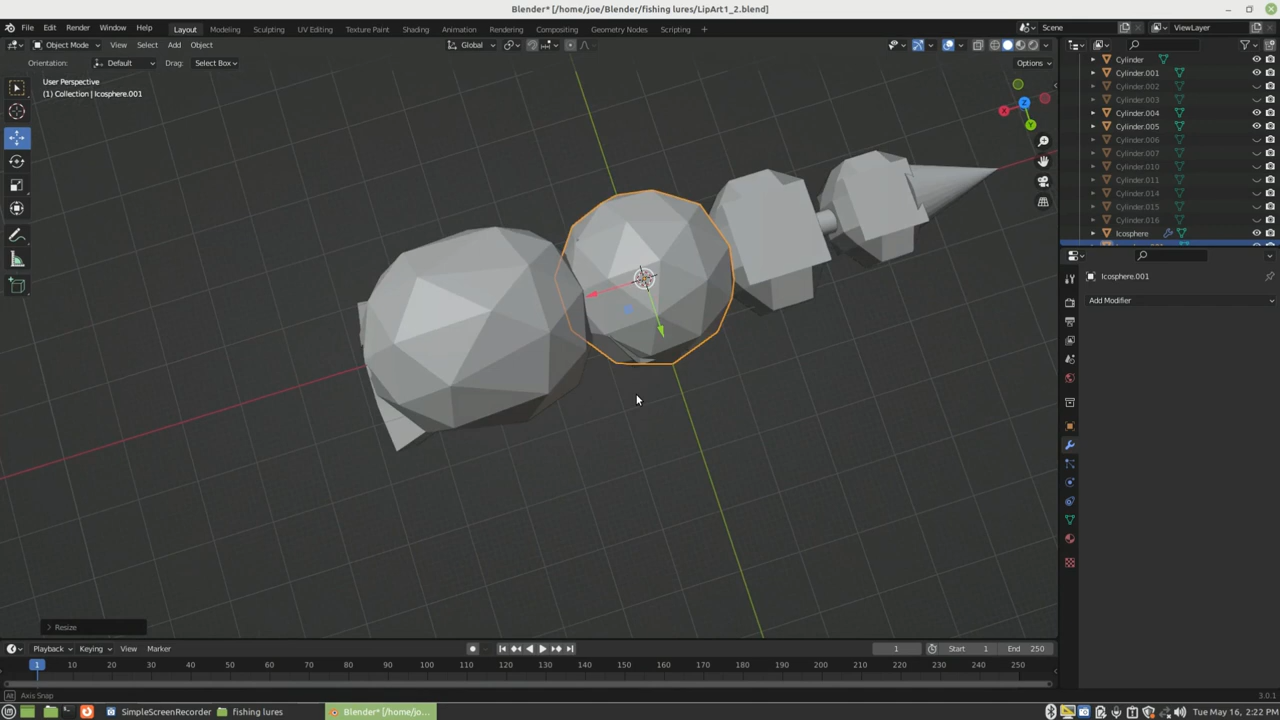 Blender* [/home/joe/Blender/fishing lures/LipArt1_2.blend]
File Edit Render Window Help Layout Modeling Sculpting UV Editing Texture Paint Shading Animation Rendering Compositing Geometry Nodes Scripting + Scene ViewLayer
Object Mode View Select Add Object Global
Orientation: Default Drag: Select Box Options
User Perspective
(1) Collection | Icosphere.001
X
Y
Z
Cylinder
Cylinder.001
Cylinder.002
Cylinder.003
Cylinder.004
Cylinder.005
Cylinder.006
Cylinder.007
Cylinder.010
Cylinder.011
Cylinder.014
Cylinder.015
Cylinder.016
Icosphere
Icosphere.001
Add Modifier
Resize
Playback Keying View Marker 1 Start 1 End 250
1 10 20 30 40 50 60 70 80 90 100 110 120 130 140 150 160 170 180 190 200 210 220 230 240 250
Alt Axis Snap 3.0.1
SimpleScreenRecorder fishing lures Blender* [/home/jo... Tue May 16, 2:22 PM